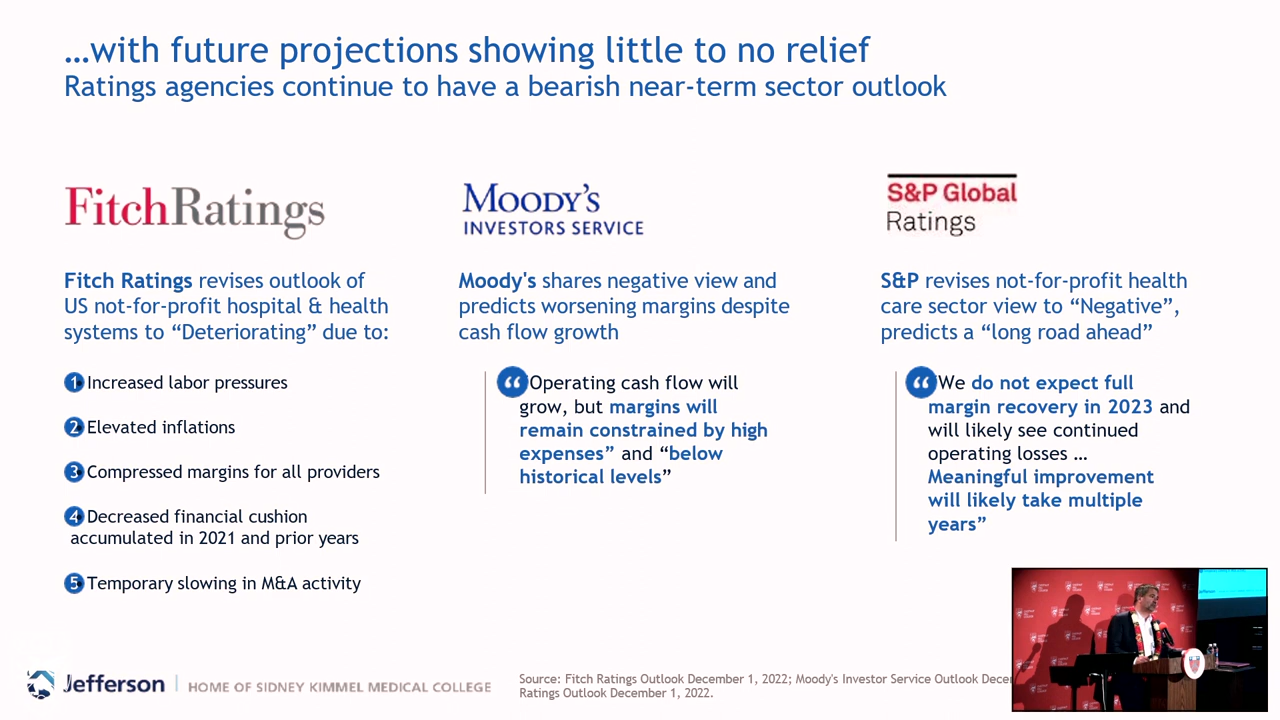 …with future projections showing little to no relief
Ratings agencies continue to have a bearish near-term sector outlook
FitchRatings
Fitch Ratings revises outlook of
US not-for-profit hospital & health
systems to “Deteriorating” due to:
1 Increased labor pressures
2 Elevated inflations
3 Compressed margins for all providers
4 Decreased financial cushion
accumulated in 2021 and prior years
5 Temporary slowing in M&A activity
MOODY'S
INVESTORS SERVICE
Moody's shares negative view and
predicts worsening margins despite
cash flow growth
“Operating cash flow will
grow, but margins will
remain constrained by high
expenses” and “below
historical levels”
S&P Global
Ratings
S&P revises not-for-profit health
care sector view to “Negative”,
predicts a “long road ahead”
“We do not expect full
margin recovery in 2023 and
will likely see continued
operating losses …
Meaningful improvement
will likely take multiple
years”
Jefferson | HOME OF SIDNEY KIMMEL MEDICAL COLLEGE
Source: Fitch Ratings Outlook December 1, 2022; Moody's Investor Service Outlook
Ratings Outlook December 1, 2022.